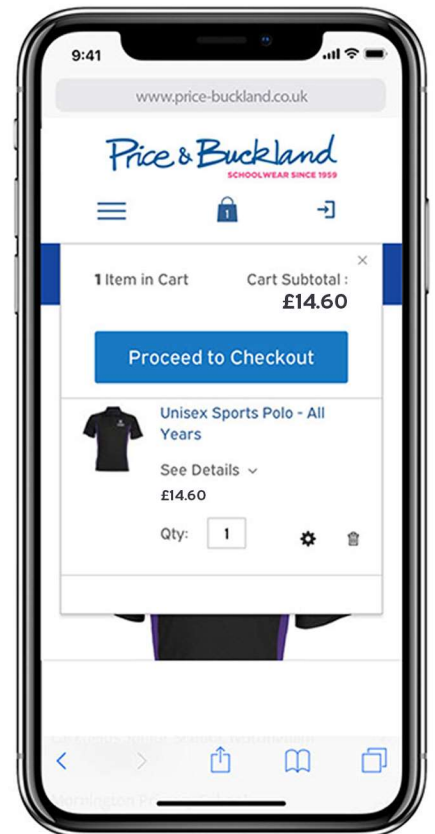 9:41
www.price-buckland.co.uk
Price & Buckland
SCHOOLWEAR SINCE 1959
1
1 Item in Cart
Cart Subtotal :
£14.60
Proceed to Checkout
Unisex Sports Polo - All
Years
See Details
£14.60
Qty: 1